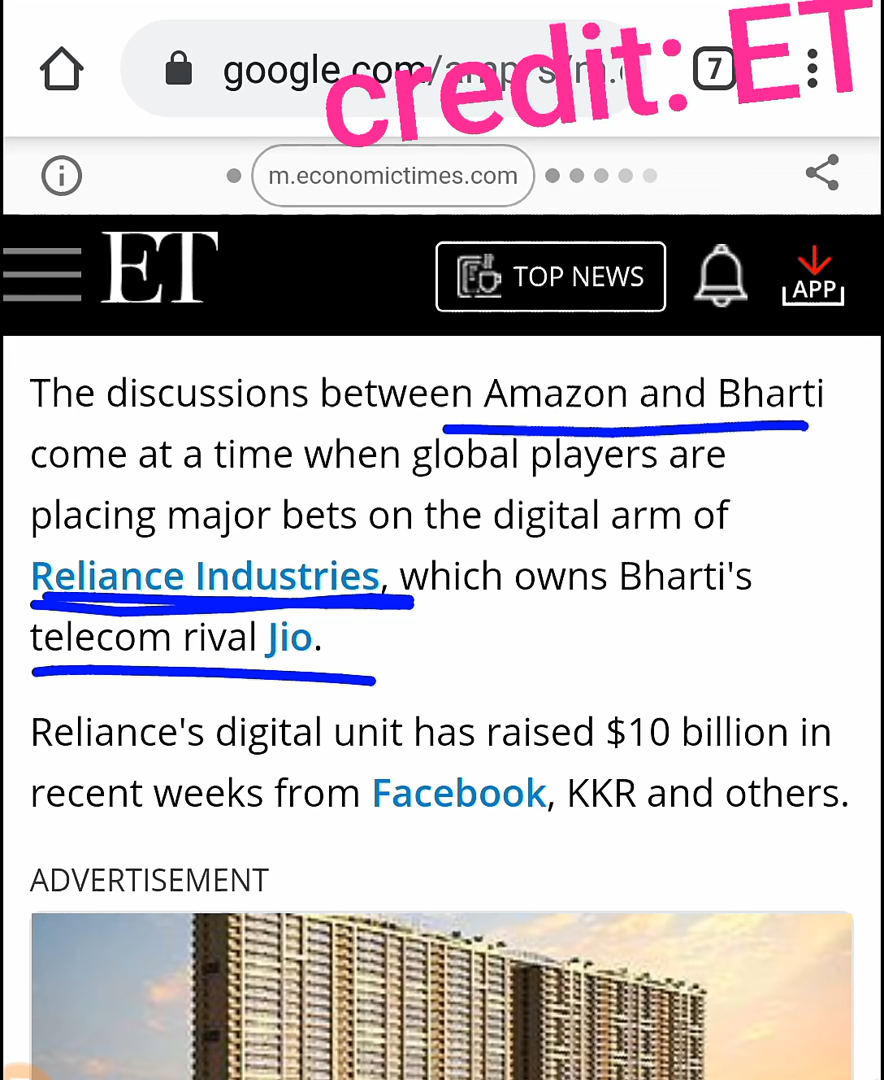 credit: ET
google.com/amp/s/m.
7
m.economictimes.com
ET
TOP NEWS
APP
The discussions between Amazon and Bharti
come at a time when global players are
placing major bets on the digital arm of
Reliance Industries, which owns Bharti's
telecom rival Jio.
Reliance's digital unit has raised $10 billion in
recent weeks from Facebook, KKR and others.
ADVERTISEMENT